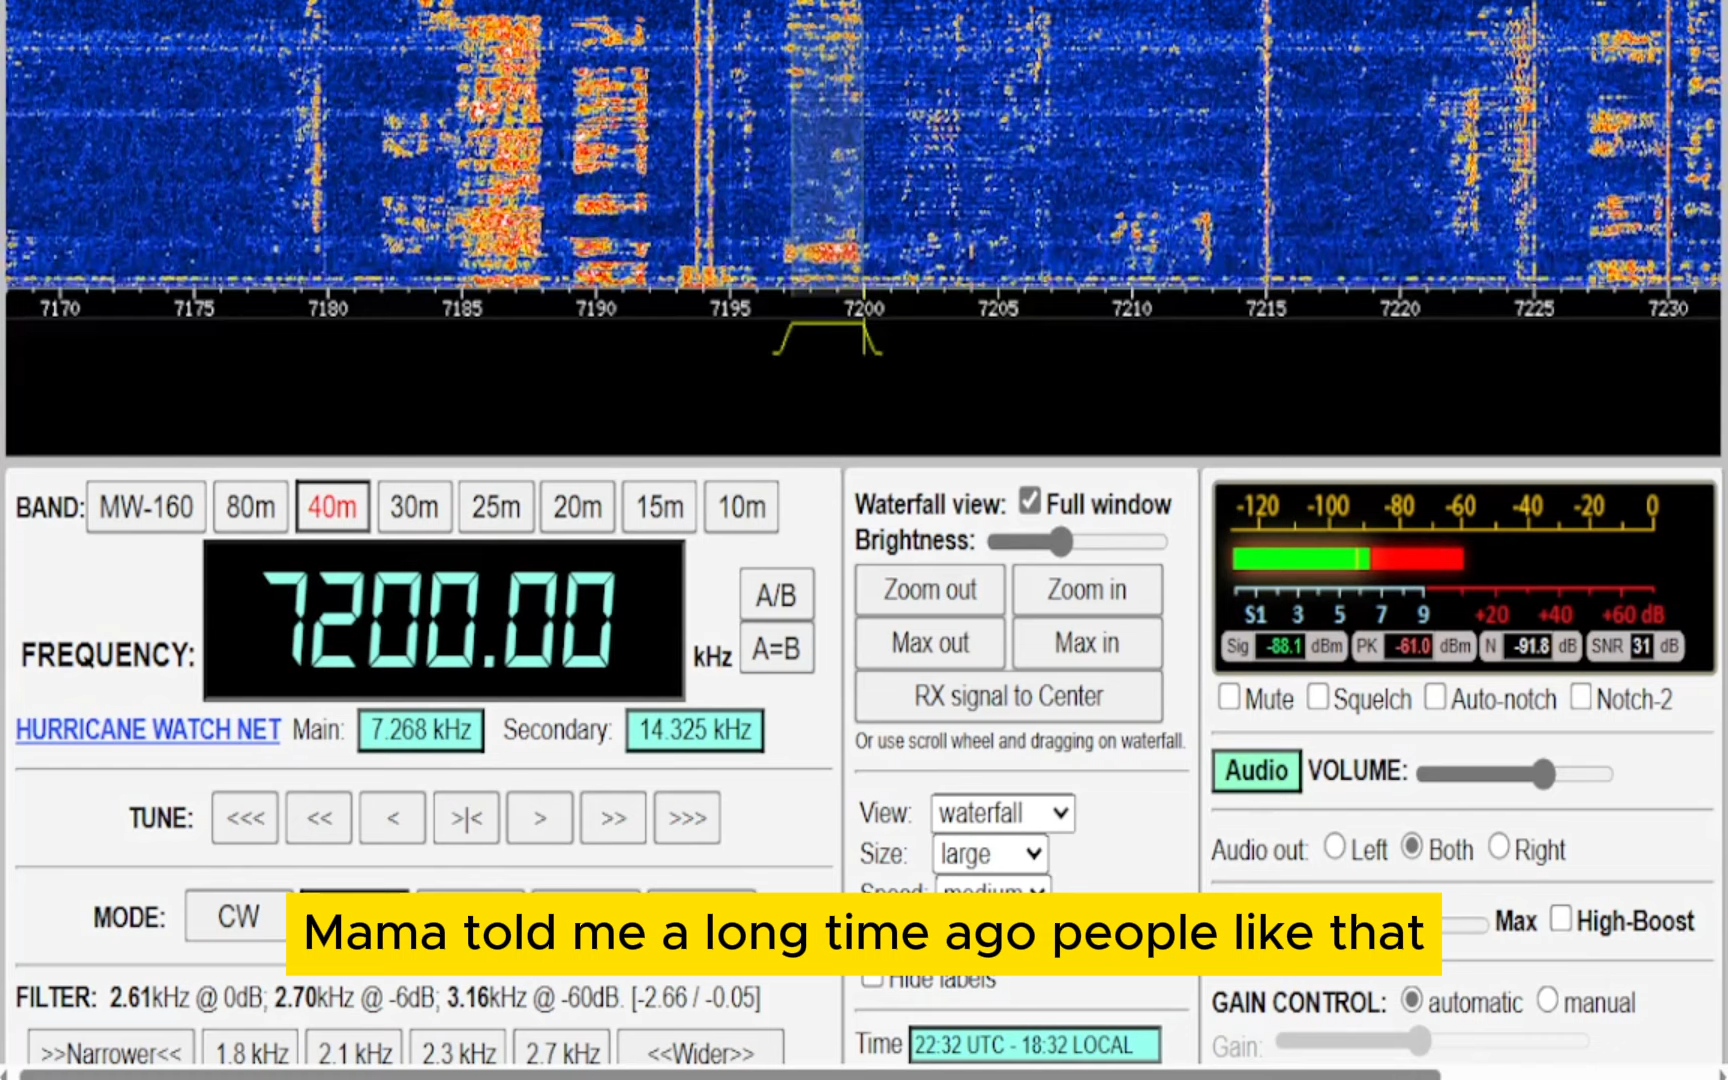 7170 7175 7180 7185 7190 7195 7200 7205 7210 7215 7220 7225 7230
BAND: MW-160 80m 40m 30m 25m 20m 15m 10m
FREQUENCY: 7200.00 kHz A/B A=B
HURRICANE WATCH NET Main: 7.268 kHz Secondary: 14.325 kHz
TUNE: <<< << < >|< > >> >>>
MODE: CW
FILTER: 2.61kHz @ 0dB; 2.70kHz @ -6dB; 3.16kHz @ -60dB. [-2.66 / -0.05]
>>Narrower<< 1.8 kHz 2.1 kHz 2.3 kHz 2.7 kHz <<Wider>>
Waterfall view: Full window
Brightness:
Zoom out Zoom in
Max out Max in
RX signal to Center
Or use scroll wheel and dragging on waterfall.
View: waterfall
Size: large
Speed: medium
Hide labels
Time 22:32 UTC - 18:32 LOCAL
-120 -100 -80 -60 -40 -20 0
S1 3 5 7 9 +20 +40 +60 dB
Sig -88.1 dBm PK -61.0 dBm N -91.8 dB SNR 31 dB
Mute Squelch Auto-notch Notch-2
Audio VOLUME:
Audio out: Left Both Right
Max High-Boost
GAIN CONTROL: automatic manual
Gain:
Mama told me a long time ago people like that